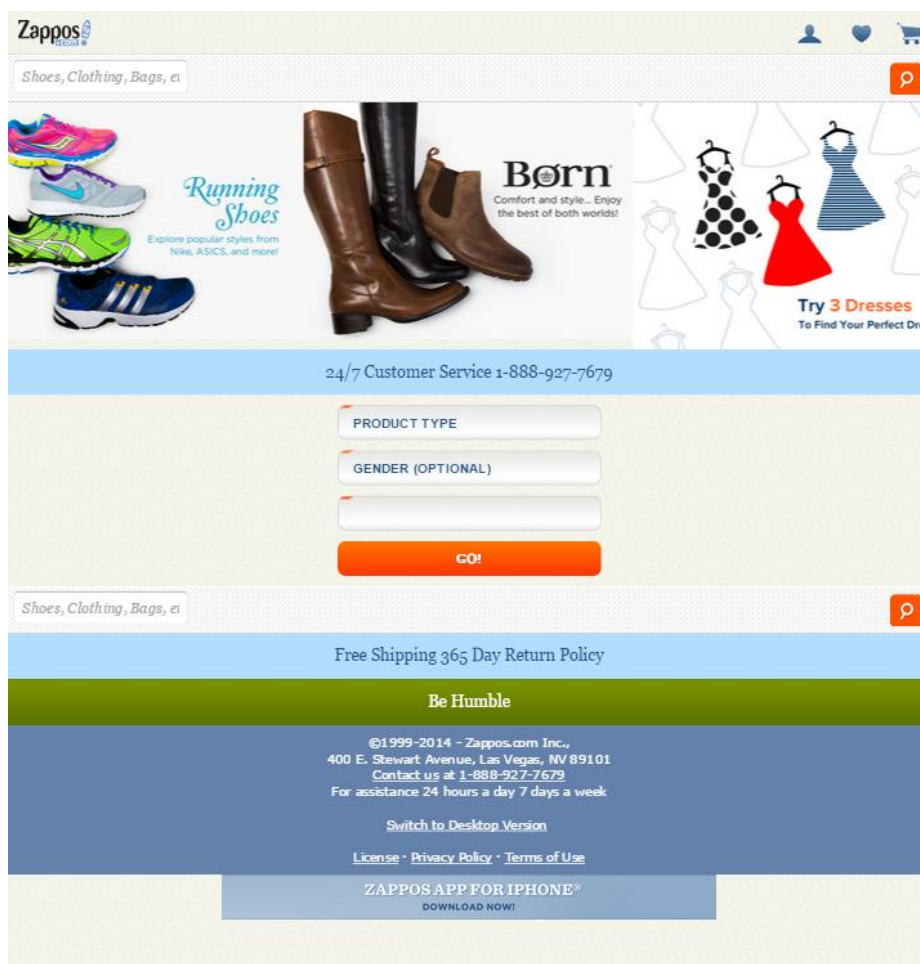 Zappos
Shoes, Clothing, Bags, et
Running
Shoes
Explore popular styles from
Nike, ASICS, and more!
Børn
Comfort and style... Enjoy
the best of both worlds!
Try 3 Dresses
To Find Your Perfect Dre
24/7 Customer Service 1-888-927-7679
PRODUCT TYPE
GENDER (OPTIONAL)
GO!
Shoes, Clothing, Bags, et
Free Shipping 365 Day Return Policy
Be Humble
©1999-2014 - Zappos.com Inc.,
400 E. Stewart Avenue, Las Vegas, NV 89101
Contact us at 1-888-927-7679
For assistance 24 hours a day 7 days a week
Switch to Desktop Version
License · Privacy Policy · Terms of Use
ZAPPOS APP FOR IPHONE®
DOWNLOAD NOW!